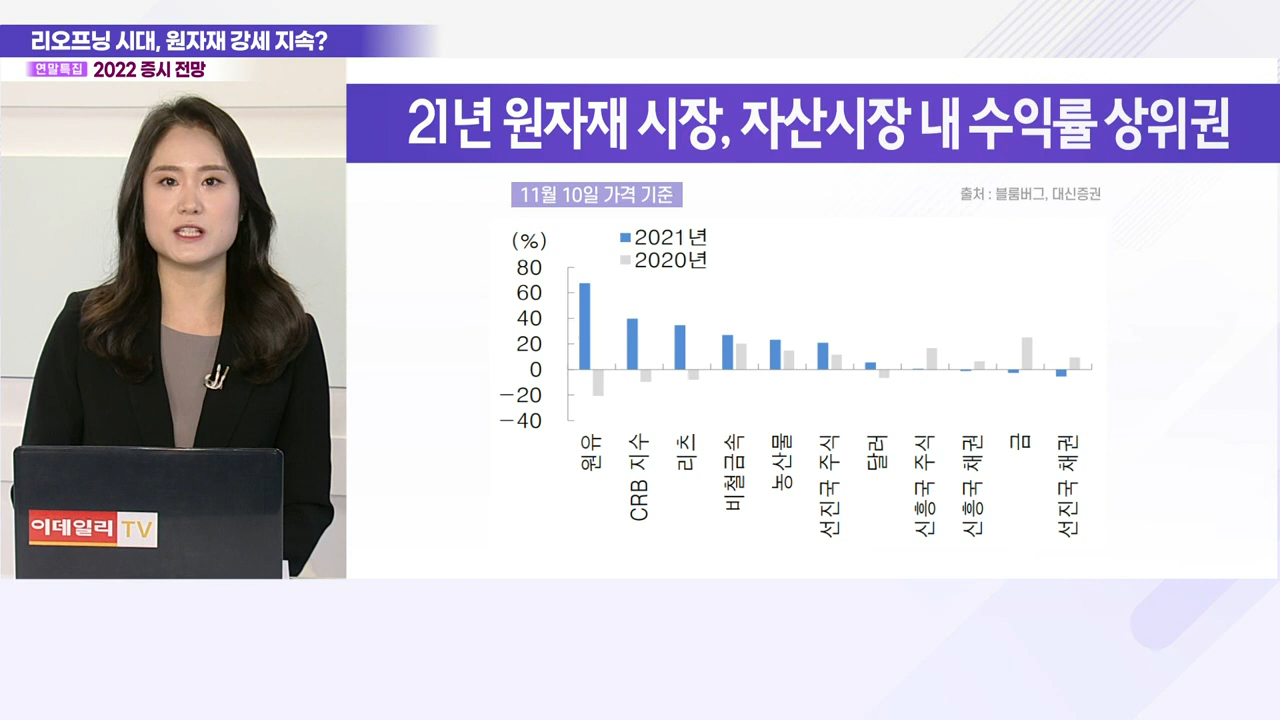 리오프닝 시대, 원자재 강세 지속?
연말특집 2022 증시 전망
21년 원자재 시장, 자산시장 내 수익률 상위권
11월 10일 가격 기준
출처 : 블룸버그, 대신증권
(%)
2021년
2020년
80
60
40
20
0
-20
-40
원유
CRB 지수
리츠
비철금속
농산물
선진국 주식
달러
신흥국 주식
신흥국 채권
금
선진국 채권
이데일리 TV